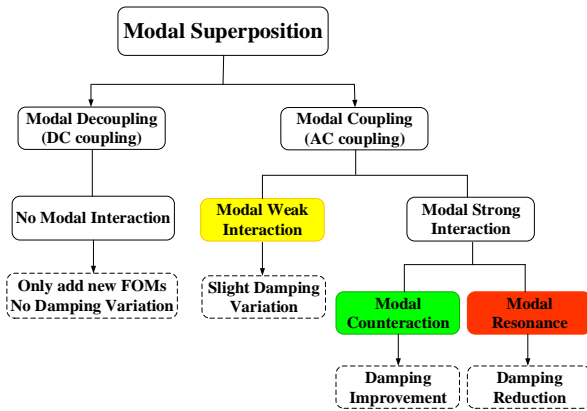 Modal Superposition
Modal Decoupling
(DC coupling)
Modal Coupling
(AC coupling)
No Modal Interaction
Modal Weak
Interaction
Modal Strong
Interaction
Only add new FOMs
No Damping Variation
Slight Damping
Variation
Modal
Counteraction
Modal
Resonance
Damping
Improvement
Damping
Reduction